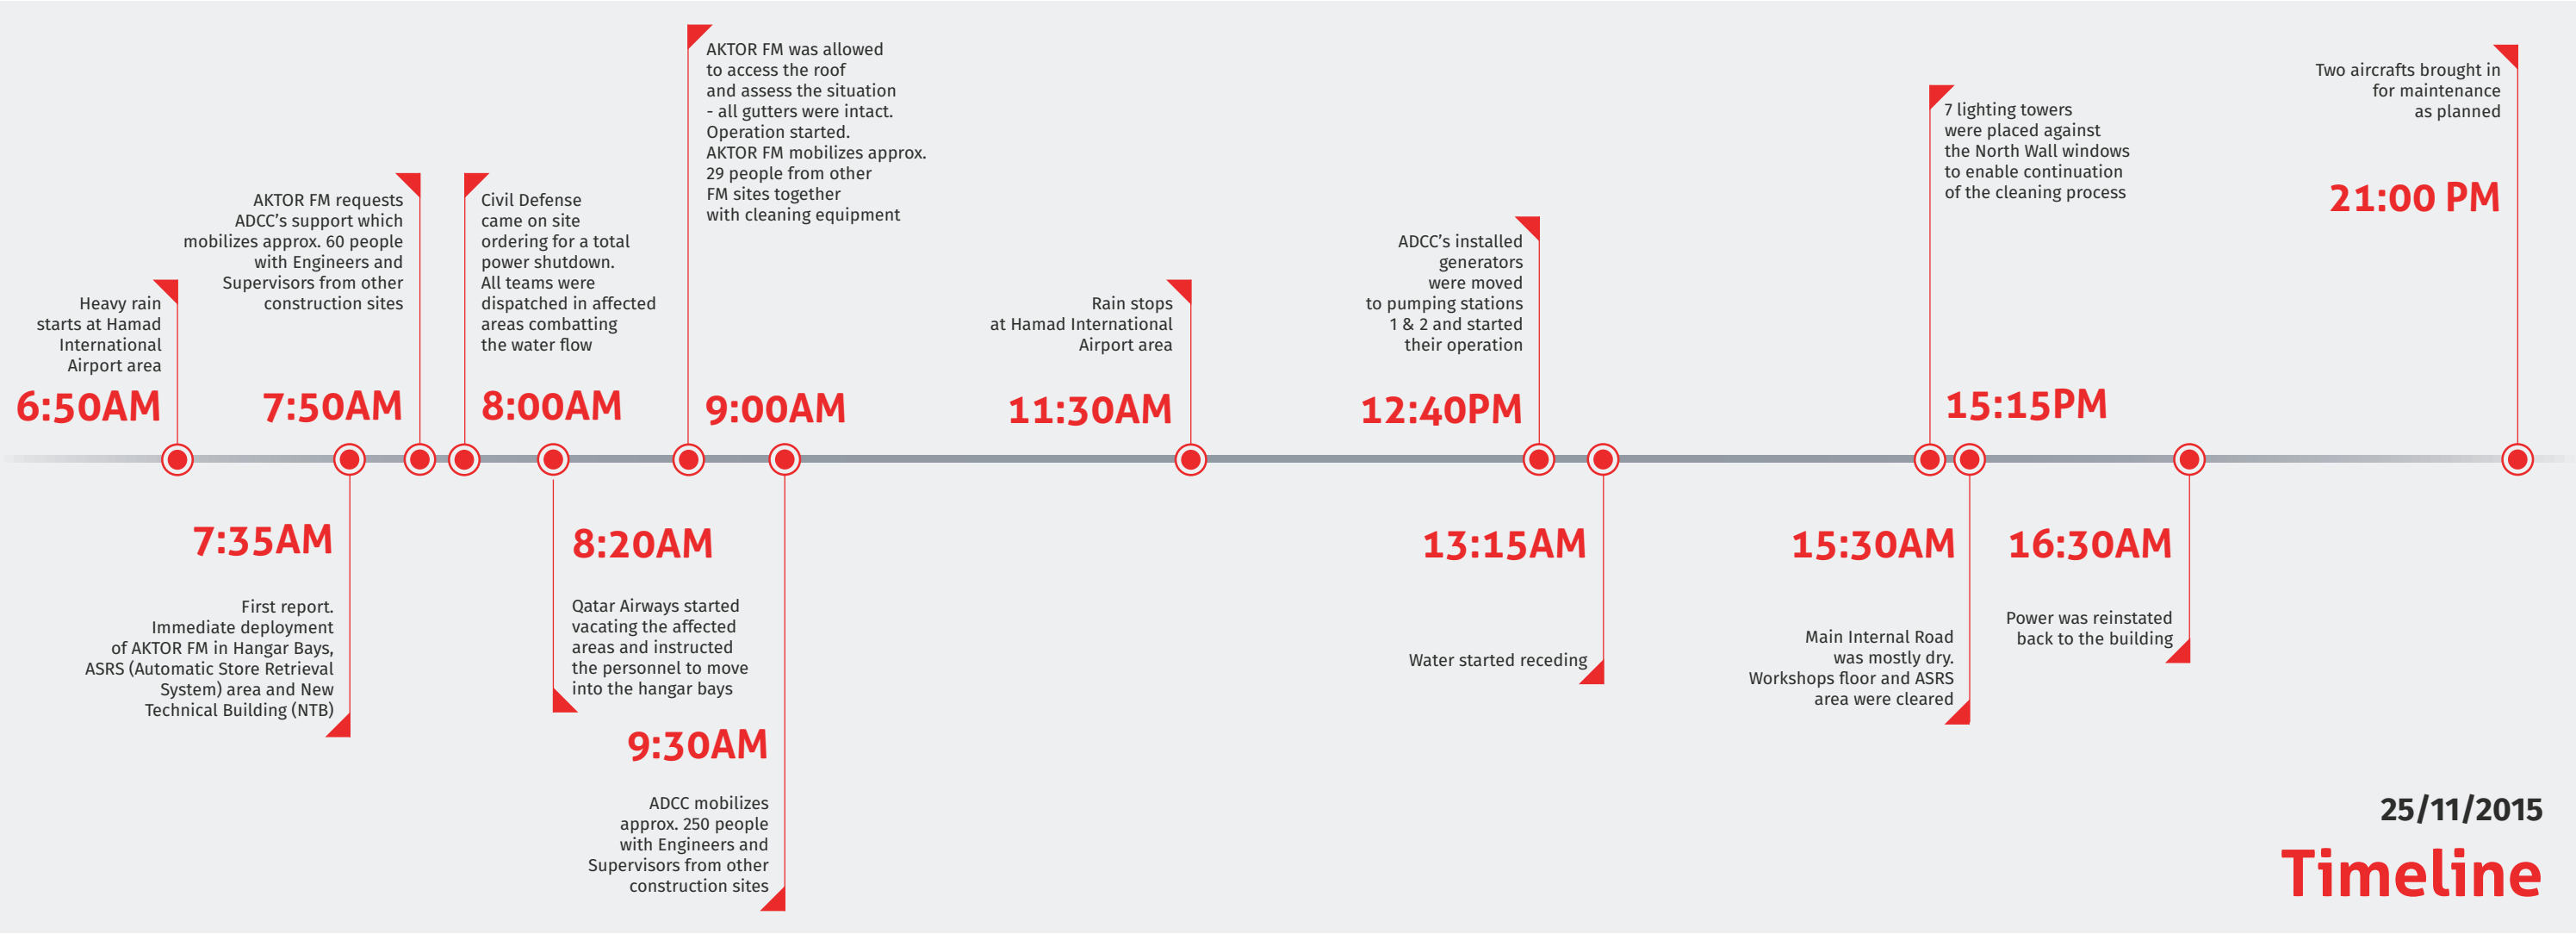 Heavy rain
starts at Hamad
International
Airport area
6:50AM
7:35AM
First report.
Immediate deployment
of AKTOR FM in Hangar Bays,
ASRS (Automatic Store Retrieval
System) area and New
Technical Building (NTB)
AKTOR FM requests
ADCC’s support which
mobilizes approx. 60 people
with Engineers and
Supervisors from other
construction sites
7:50AM
Civil Defense
came on site
ordering for a total
power shutdown.
All teams were
dispatched in affected
areas combatting
the water flow
8:00AM
8:20AM
Qatar Airways started
vacating the affected
areas and instructed
the personnel to move
into the hangar bays
AKTOR FM was allowed
to access the roof
and assess the situation
- all gutters were intact.
Operation started.
AKTOR FM mobilizes approx.
29 people from other
FM sites together
with cleaning equipment
9:00AM
9:30AM
ADCC mobilizes
approx. 250 people
with Engineers and
Supervisors from other
construction sites
Rain stops
at Hamad International
Airport area
11:30AM
ADCC’s installed
generators
were moved
to pumping stations
1 & 2 and started
their operation
12:40PM
13:15AM
Water started receding
7 lighting towers
were placed against
the North Wall windows
to enable continuation
of the cleaning process
15:15PM
15:30AM
Main Internal Road
was mostly dry.
Workshops floor and ASRS
area were cleared
16:30AM
Power was reinstated
back to the building
Two aircrafts brought in
for maintenance
as planned
21:00 PM
25/11/2015
Timeline